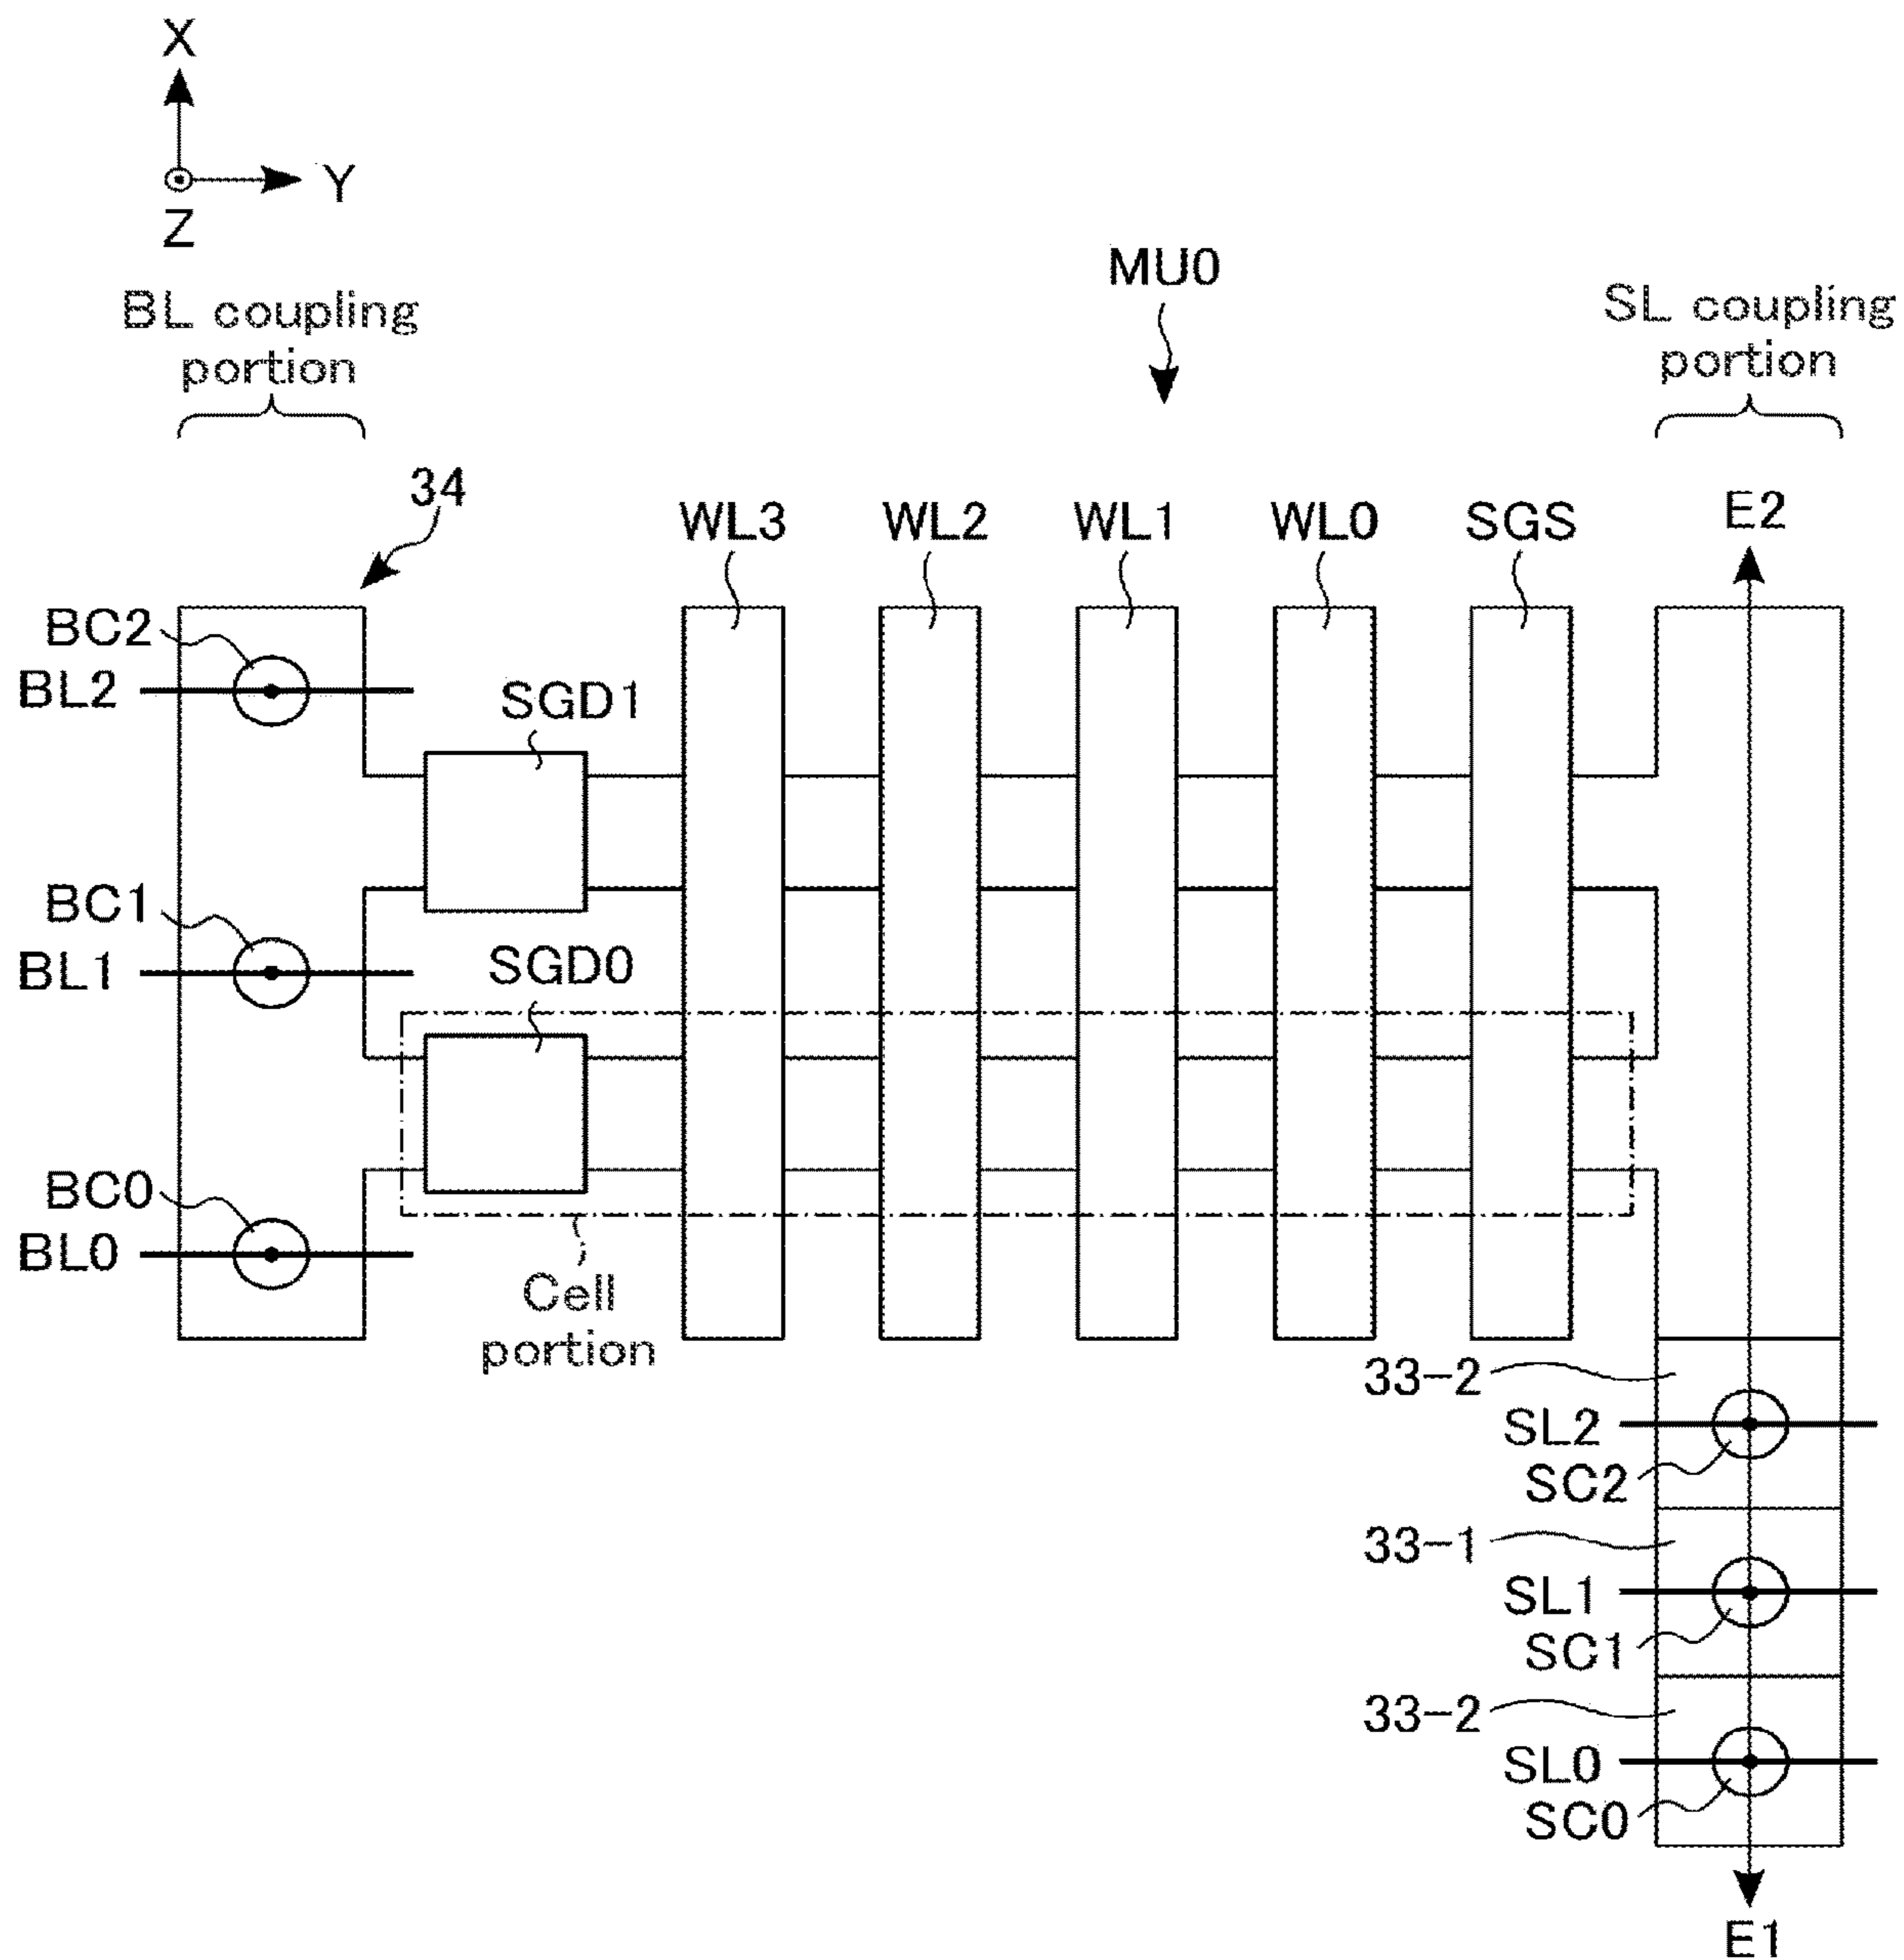 X
Y
Z
MU0
BL coupling
portion
SL coupling
portion
34
WL3
WL2
WL1
WL0
SGS
E2
BC2
BL2
SGD1
BC1
BL1
SGD0
BC0
BL0
Cell
portion
33-2
SL2
SC2
33-1
SL1
SC1
33-2
SL0
SC0
E1